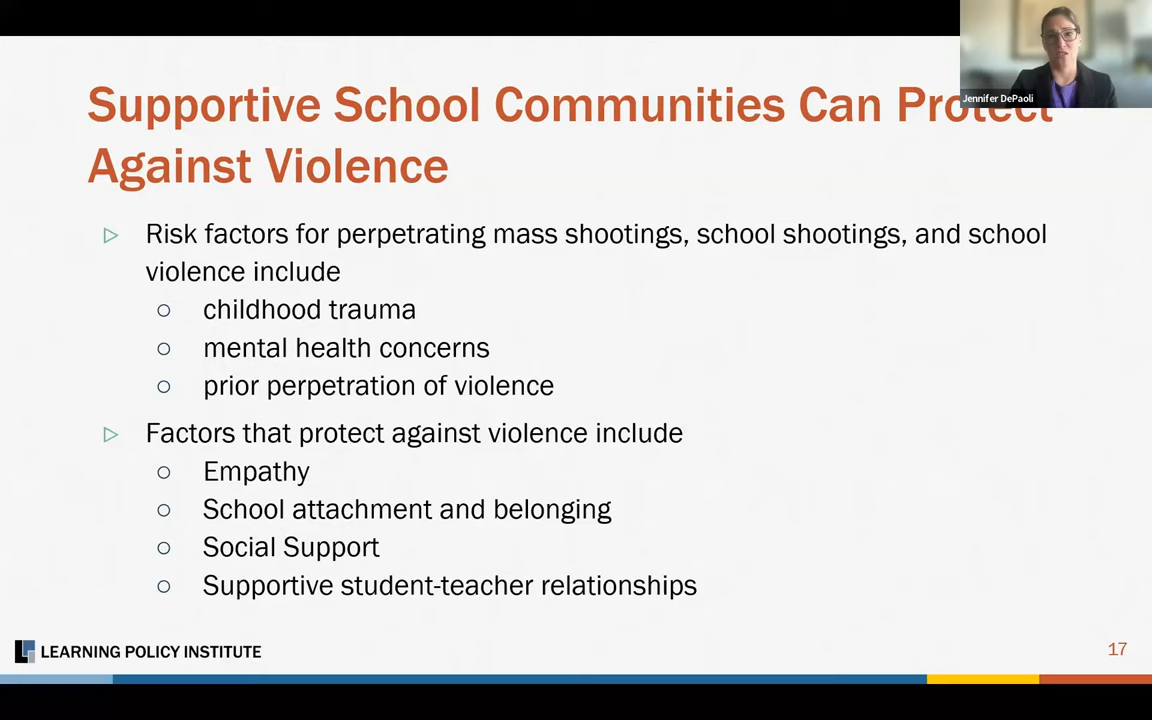 Jennifer DePaoli
Supportive School Communities Can Protect
Against Violence
▷ Risk factors for perpetrating mass shootings, school shootings, and school
violence include
○ childhood trauma
○ mental health concerns
○ prior perpetration of violence
▷ Factors that protect against violence include
○ Empathy
○ School attachment and belonging
○ Social Support
○ Supportive student-teacher relationships
LEARNING POLICY INSTITUTE
17